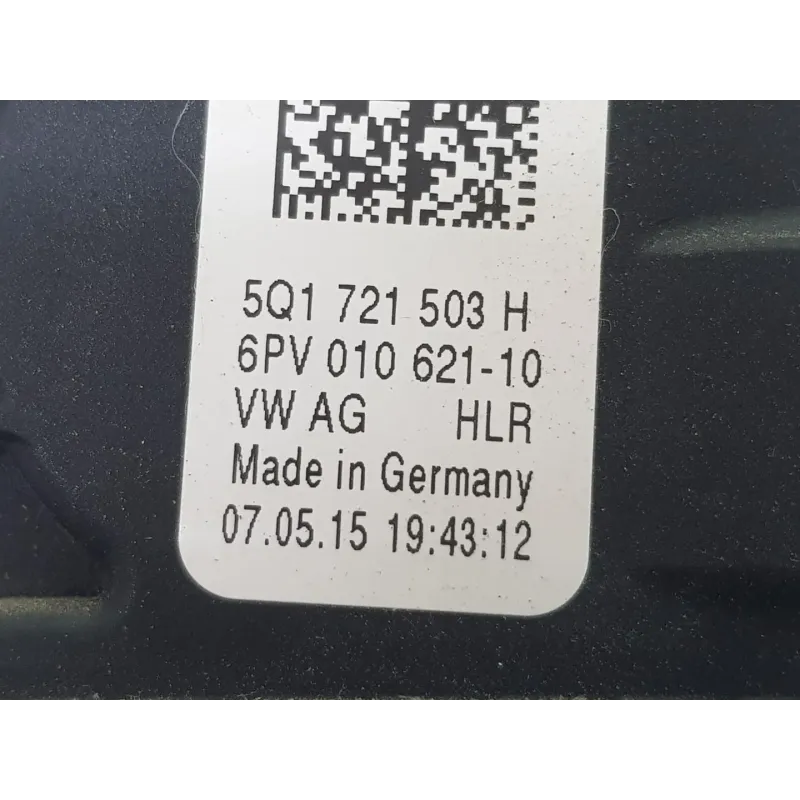 5Q1 721 503 H
6PV 010 621-10
VW AG HLR
Made in Germany
07.05.15 19:43:12